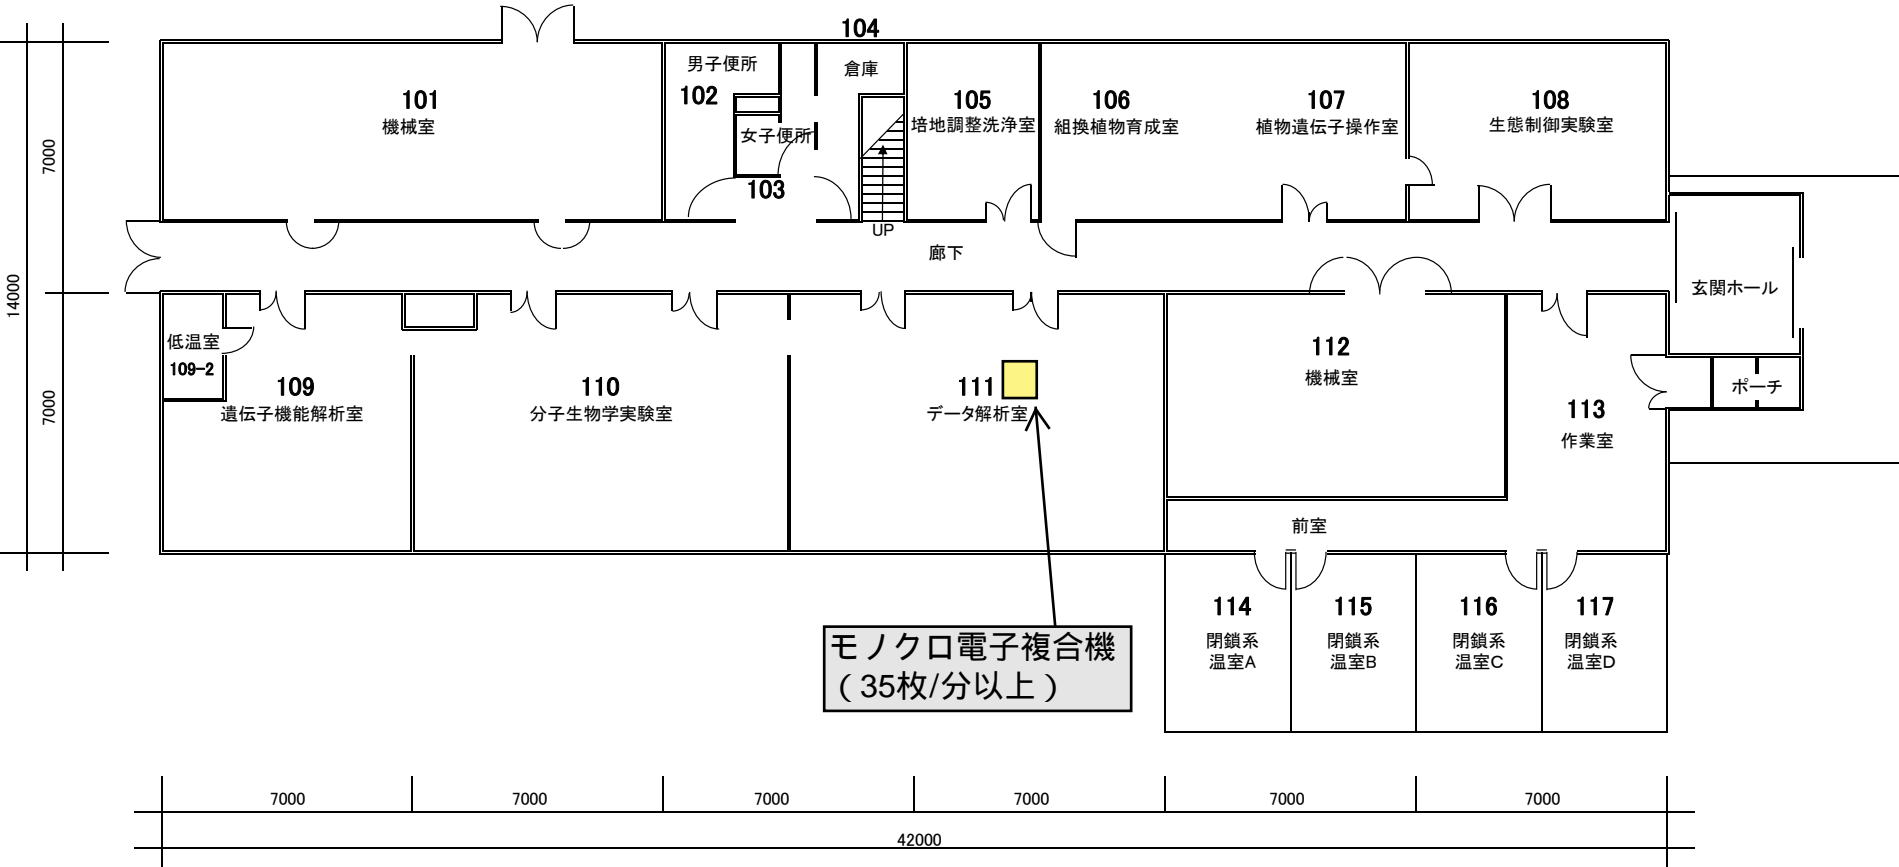 104
男子便所
倉庫
101
102
105
106
107
108
機械室
女子便所
培地調整洗浄室
組換植物育成室
植物遺伝子操作室
生態制御実験室
7000
103
UP
廊下
14000
玄関ホール
低温室
109-2
109
遺伝子機能解析室
110
分子生物学実験室
111
データ解析室
112
機械室
113
作業室
ポーチ
7000
前室
モノクロ電子複合機
（35枚/分以上）
114
閉鎖系
温室A
115
閉鎖系
温室B
116
閉鎖系
温室C
117
閉鎖系
温室D
7000
7000
7000
7000
7000
7000
42000